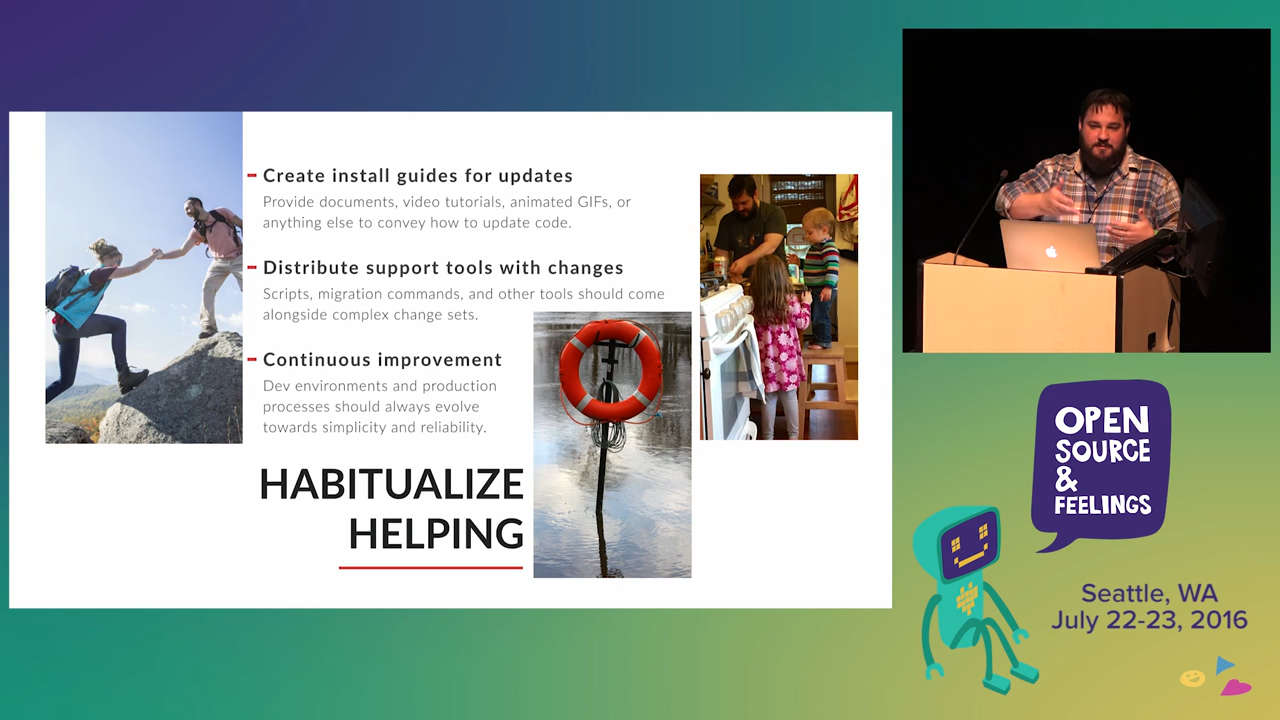 Create install guides for updates
Provide documents, video tutorials, animated GIFs, or
anything else to convey how to update code.
Distribute support tools with changes
Scripts, migration commands, and other tools should come
alongside complex change sets.
Continuous improvement
Dev environments and production
processes should always evolve
towards simplicity and reliability.
HABITUALIZE
HELPING
OPEN
SOURCE
&
FEELINGS
Seattle, WA
July 22-23, 2016